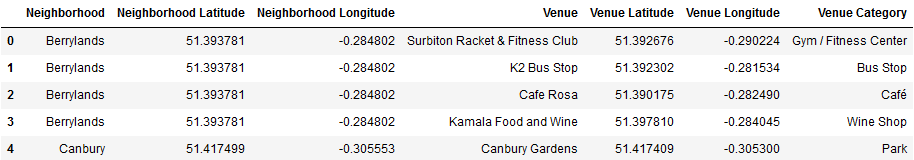 Neighborhood Neighborhood Latitude Neighborhood Longitude Venue Venue Latitude Venue Longitude Venue Category
0 Berrylands 51.393781 -0.284802 Surbiton Racket & Fitness Club 51.392676 -0.290224 Gym / Fitness Center
1 Berrylands 51.393781 -0.284802 K2 Bus Stop 51.392302 -0.281534 Bus Stop
2 Berrylands 51.393781 -0.284802 Cafe Rosa 51.390175 -0.282490 Café
3 Berrylands 51.393781 -0.284802 Kamala Food and Wine 51.397810 -0.284045 Wine Shop
4 Canbury 51.417499 -0.305553 Canbury Gardens 51.417409 -0.305300 Park